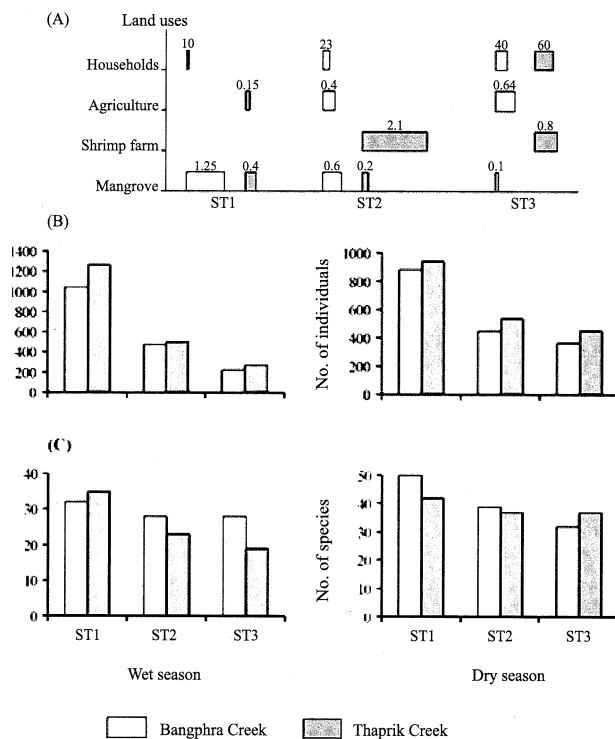 (A)
Land uses
10 23 40 60
Households
0.15 0.4 0.64
Agriculture
2.1 0.8
Shrimp farm
1.25 0.4 0.6 0.2 0.1
Mangrove
ST1 ST2 ST3
(B)
1400
1200
1000
800
600
400
200
0
No. of individuals
1000
800
600
400
200
0
(C)
40
30
20
10
0
ST1 ST2 ST3
Wet season
No. of species
50
40
30
20
10
0
ST1 ST2 ST3
Dry season
Bangphra Creek Thaprik Creek